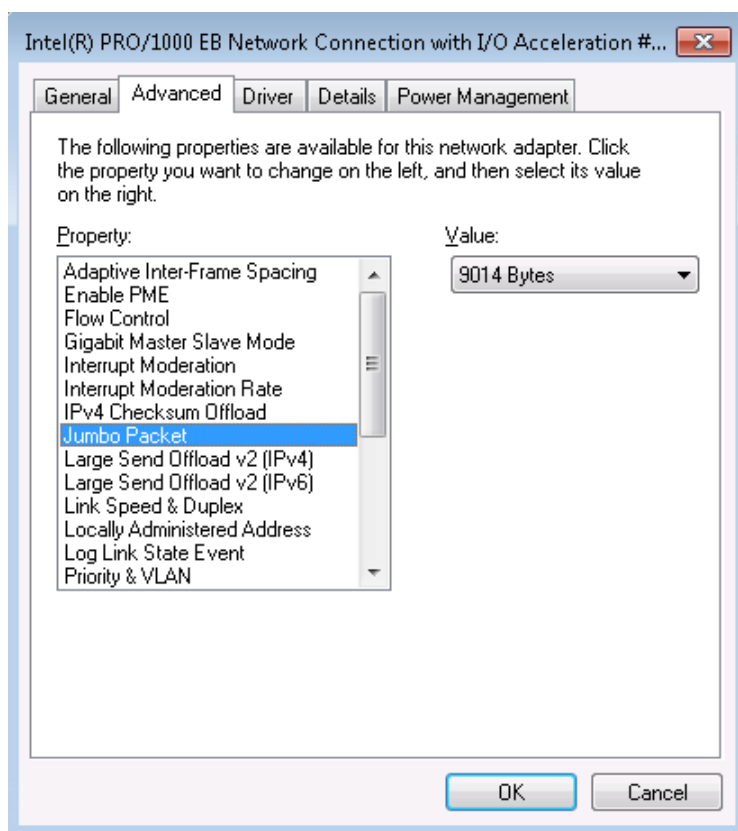 Intel(R) PRO/1000 EB Network Connection with I/O Acceleration #...
General Advanced Driver Details Power Management
The following properties are available for this network adapter. Click
the property you want to change on the left, and then select its value
on the right.
Property:
Value:
Adaptive Inter-Frame Spacing
Enable PME
Flow Control
Gigabit Master Slave Mode
Interrupt Moderation
Interrupt Moderation Rate
IPv4 Checksum Offload
Jumbo Packet
Large Send Offload v2 (IPv4)
Large Send Offload v2 (IPv6)
Link Speed & Duplex
Locally Administered Address
Log Link State Event
Priority & VLAN
9014 Bytes
OK Cancel